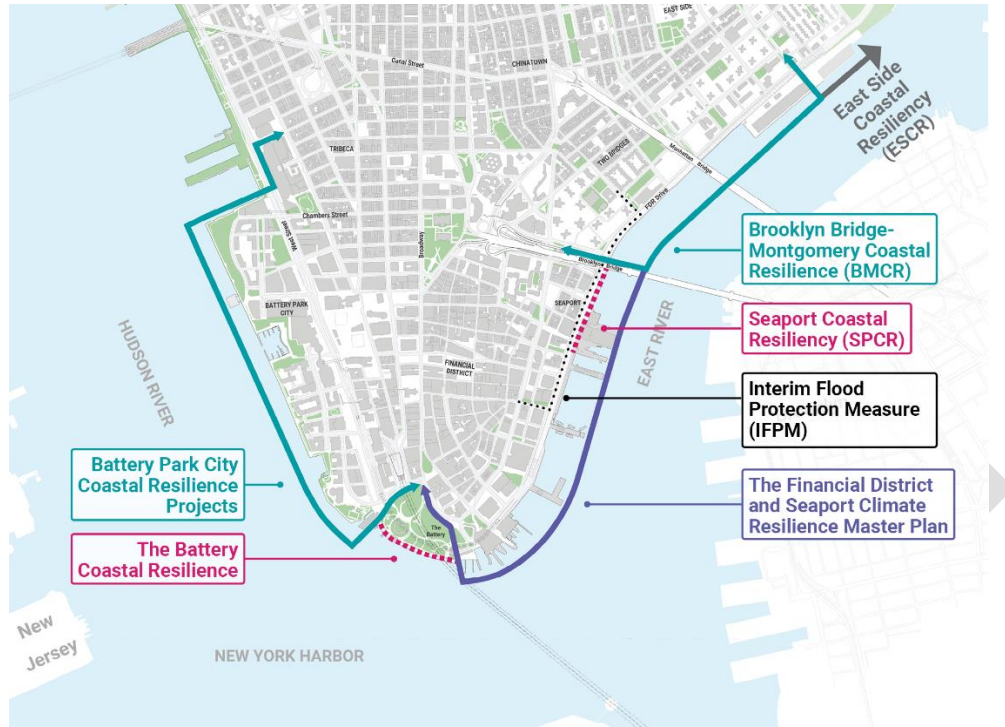 EAST SIDE
Canal Street
CHINATOWN
East Side
Coastal
Resiliency
(ESCR)
TRIBECA
TWO BRIDGES
Manhattan Bridge
FDR Drive
Chambers Street
West Street
Broadway
Brooklyn Bridge
Brooklyn Bridge-
Montgomery Coastal
Resilience (BMCR)
BATTERY PARK
CITY
SEAPORT
Seaport Coastal
Resiliency (SPCR)
HUDSON RIVER
EAST RIVER
FINANCIAL
DISTRICT
Interim Flood
Protection Measure
(IFPM)
Battery Park City
Coastal Resilience
Projects
The Financial District
and Seaport Climate
Resilience Master Plan
The
Battery
The Battery
Coastal Resilience
New
Jersey
NEW YORK HARBOR